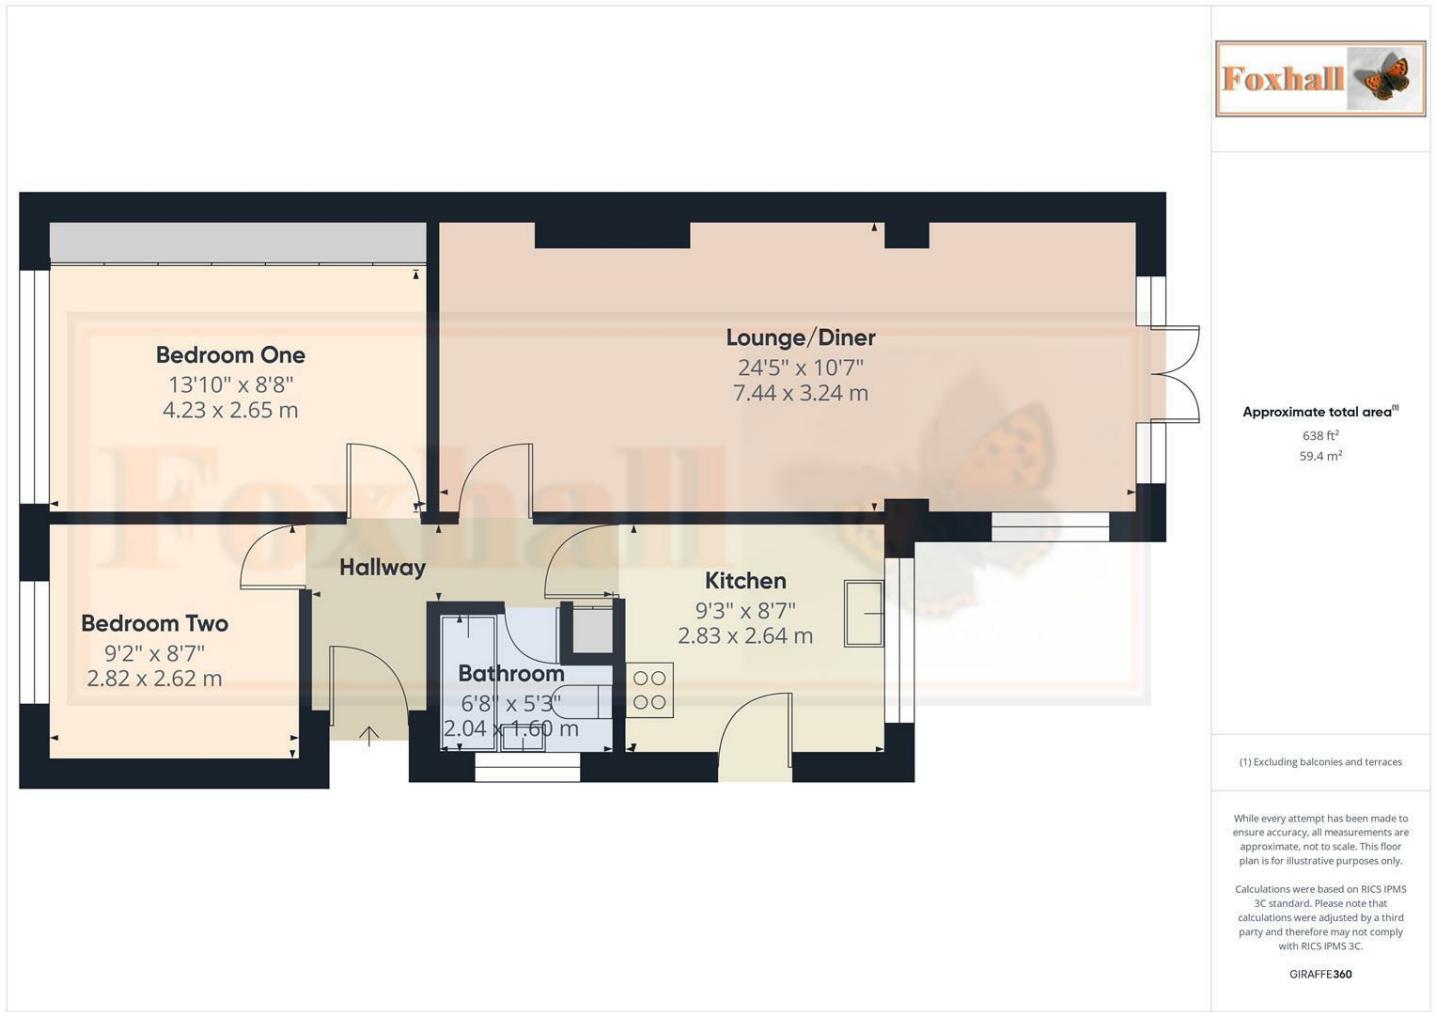 Foxhall
Bedroom One
13'10" x 8'8"
4.23 x 2.65 m
Lounge/Diner
24'5" x 10'7"
7.44 x 3.24 m
Foxhall
Hallway
Kitchen
9'3" x 8'7"
2.83 x 2.64 m
Bedroom Two
9'2" x 8'7"
2.82 x 2.62 m
Bathroom
6'8" x 5'3"
2.04 x 1.60 m
Approximate total area(1)
638 ft²
59.4 m²
(1) Excluding balconies and terraces
While every attempt has been made to
ensure accuracy, all measurements are
approximate, not to scale. This floor
plan is for illustrative purposes only.
Calculations were based on RICS IPMS
3C standard. Please note that
calculations were adjusted by a third
party and therefore may not comply
with RICS IPMS 3C.
GIRAFFE360